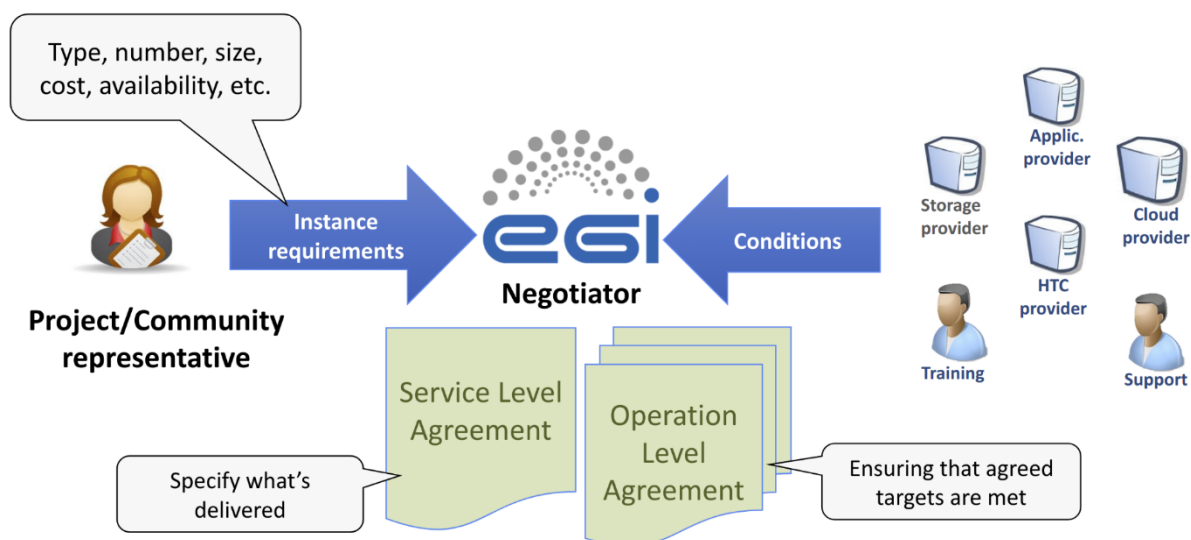 Type, number, size,
cost, availability, etc.
Instance
requirements
egi
Negotiator
Conditions
Project/Community
representative
Applic.
provider
Storage
provider
Cloud
provider
HTC
provider
Training
Support
Service Level
Agreement
Operation
Level
Agreement
Specify what's
delivered
Ensuring that agreed
targets are met